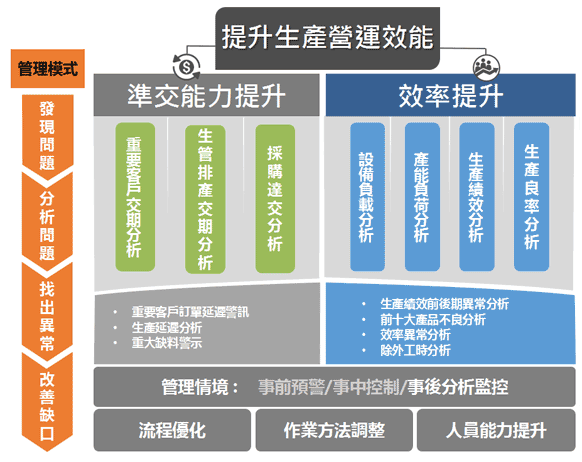 提升生產營運效能
管理模式
準交能力提升
效率提升
發現問題
分析問題
找出異常
改善缺口
重要客戶交期分析
生管排產交期分析
採購達交分析
設備負載分析
產能負荷分析
生產績效分析
生產良率分析
• 重要客戶訂單延遲警訊
• 生產延遲分析
• 重大缺料警示
• 生產績效前後期異常分析
• 前十大產品不良分析
• 效率異常分析
• 除外工時分析
管理情境： 事前預警/事中控制/事後分析監控
流程優化
作業方法調整
人員能力提升